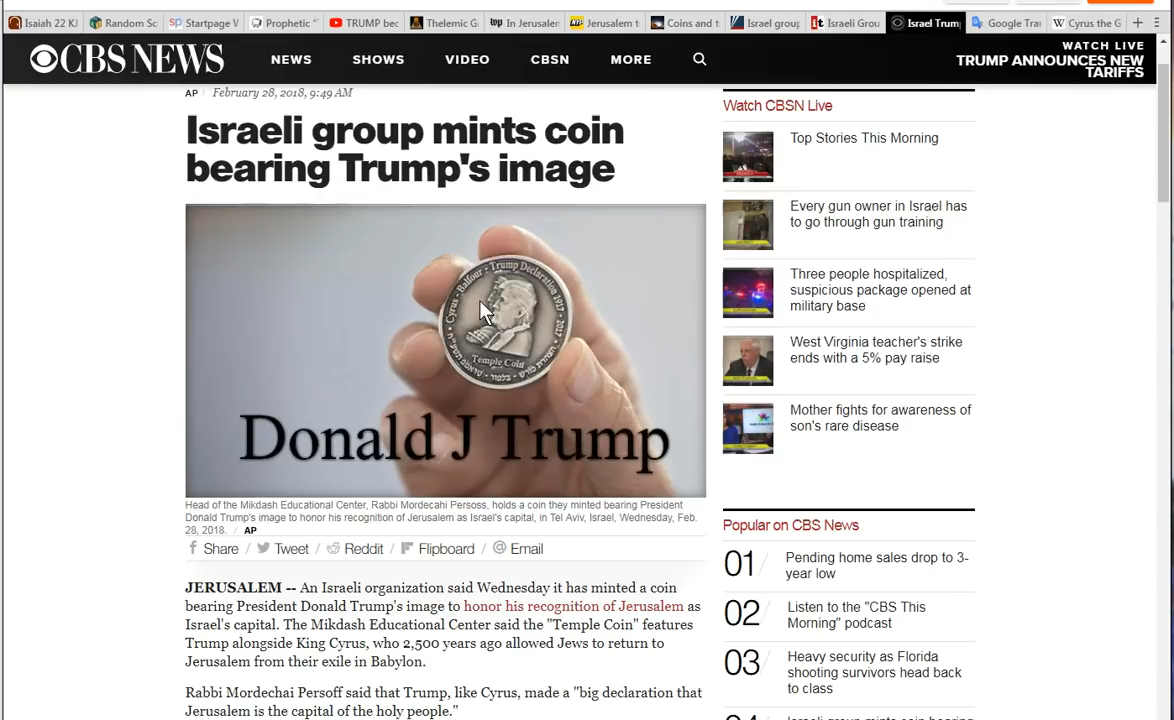 Isaiah 22 KJ
Random Sc
Startpage W
Prophetic "
TRUMP bec
Thelemic G
In Jerusaler
Jerusalem t
Coins and t
Israel group
Israeli Grou
Israel Trum
Google Tra
Cyrus the G
CBS NEWS
NEWS
SHOWS
VIDEO
CBSN
MORE
WATCH LIVE
TRUMP ANNOUNCES NEW
TARIFFS
AP
February 28, 2018, 9:49 AM
Israeli group mints coin
bearing Trump's image
Cyrus - Balfour - Trump Declaration 1917 - 2017
Temple Coin
Donald J Trump
Head of the Mikdash Educational Center, Rabbi Mordecahi Persoss, holds a coin they minted bearing President
Donald Trump's image to honor his recognition of Jerusalem as Israel's capital, in Tel Aviv, Israel, Wednesday, Feb.
28, 2018. / AP
Share / Tweet / Reddit / Flipboard / Email
JERUSALEM -- An Israeli organization said Wednesday it has minted a coin
bearing President Donald Trump's image to honor his recognition of Jerusalem as
Israel's capital. The Mikdash Educational Center said the "Temple Coin" features
Trump alongside King Cyrus, who 2,500 years ago allowed Jews to return to
Jerusalem from their exile in Babylon.
Rabbi Mordechai Persoff said that Trump, like Cyrus, made a "big declaration that
Jerusalem is the capital of the holy people."
Watch CBSN Live
Top Stories This Morning
Every gun owner in Israel has
to go through gun training
Three people hospitalized,
suspicious package opened at
military base
West Virginia teacher's strike
ends with a 5% pay raise
Mother fights for awareness of
son's rare disease
Popular on CBS News
01
Pending home sales drop to 3-
year low
02
Listen to the "CBS This
Morning" podcast
03
Heavy security as Florida
shooting survivors head back
to class